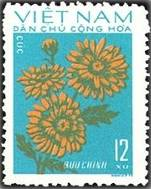 VIỆT NAM
DÂN CHỦ CỘNG HÒA
CÚC
12
XU
BƯU CHÍNH